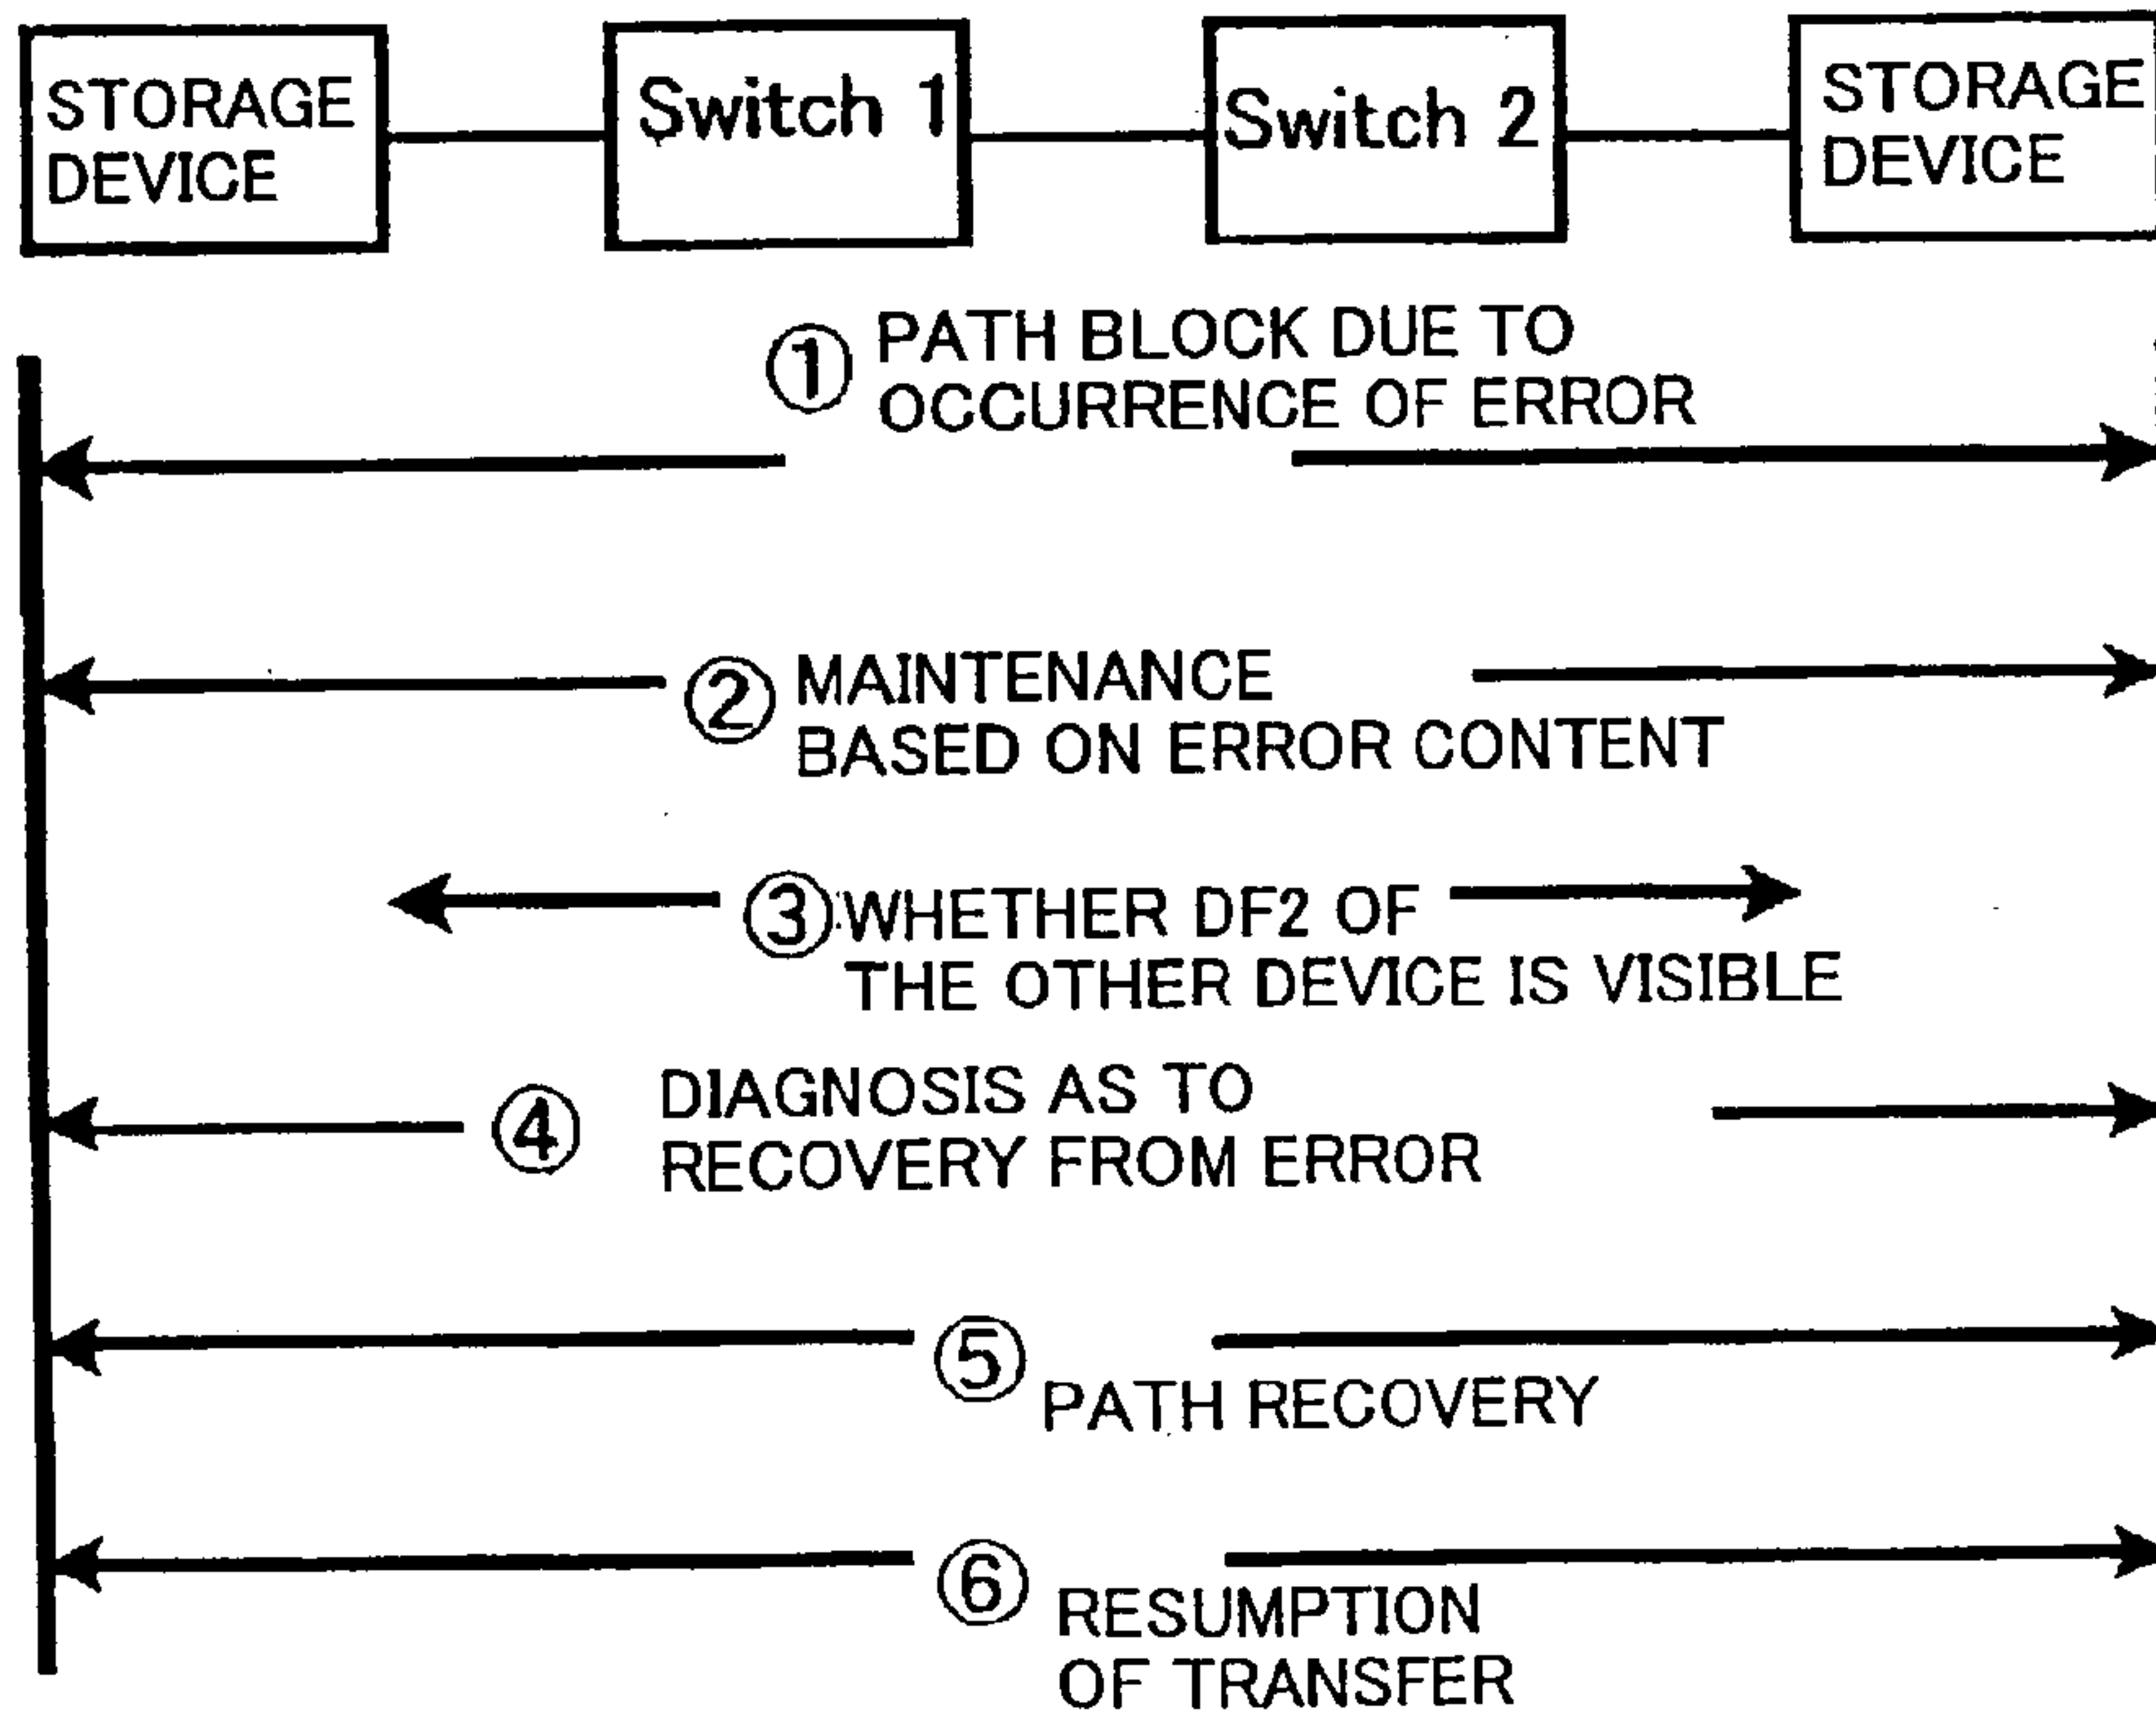 STORAGE
DEVICE
Switch 1
Switch 2
STORAGE
DEVICE
① PATH BLOCK DUE TO
OCCURRENCE OF ERROR
② MAINTENANCE
BASED ON ERROR CONTENT
③ WHETHER DF2 OF
THE OTHER DEVICE IS VISIBLE
④ DIAGNOSIS AS TO
RECOVERY FROM ERROR
⑤ PATH RECOVERY
⑥ RESUMPTION
OF TRANSFER